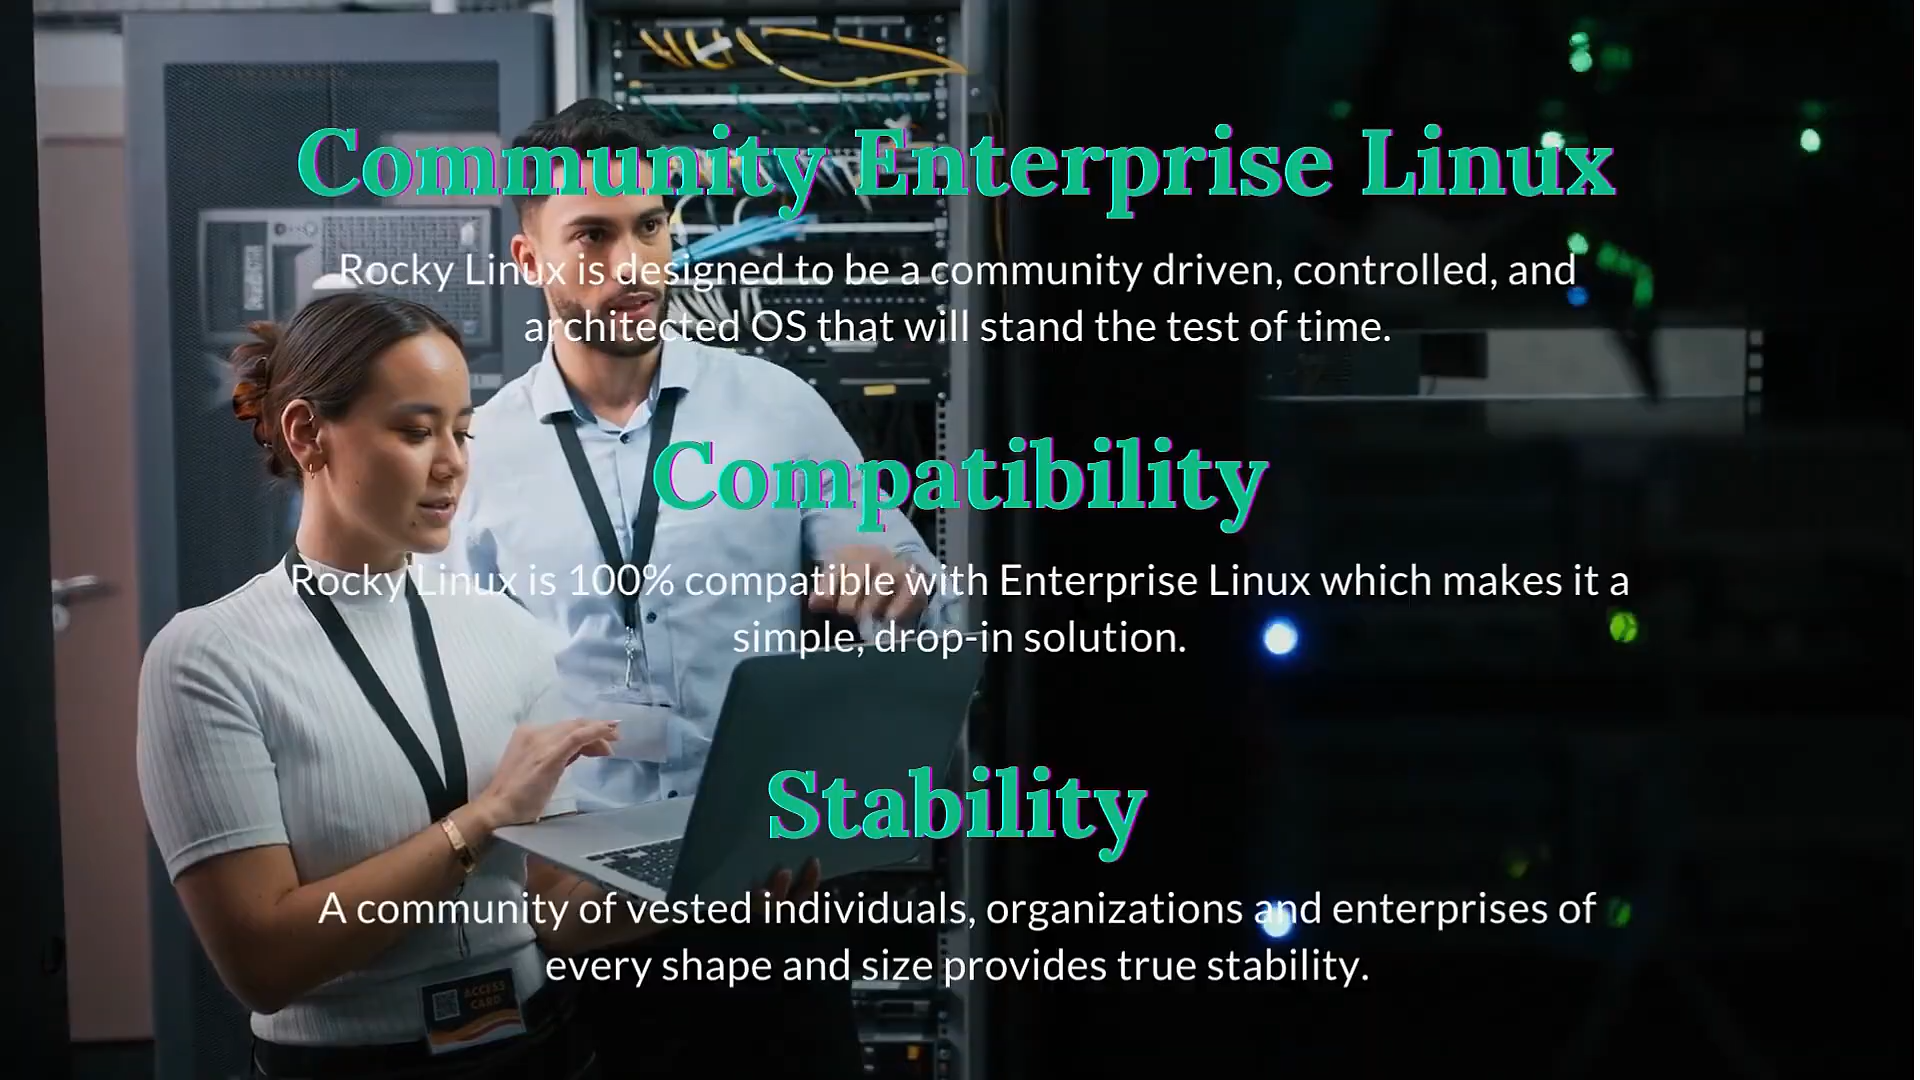 Community Enterprise Linux
Rocky Linux is designed to be a community driven, controlled, and
architected OS that will stand the test of time.
Compatibility
Rocky Linux is 100% compatible with Enterprise Linux which makes it a
simple, drop-in solution.
Stability
A community of vested individuals, organizations and enterprises of
every shape and size provides true stability.
ACCESS
CARD